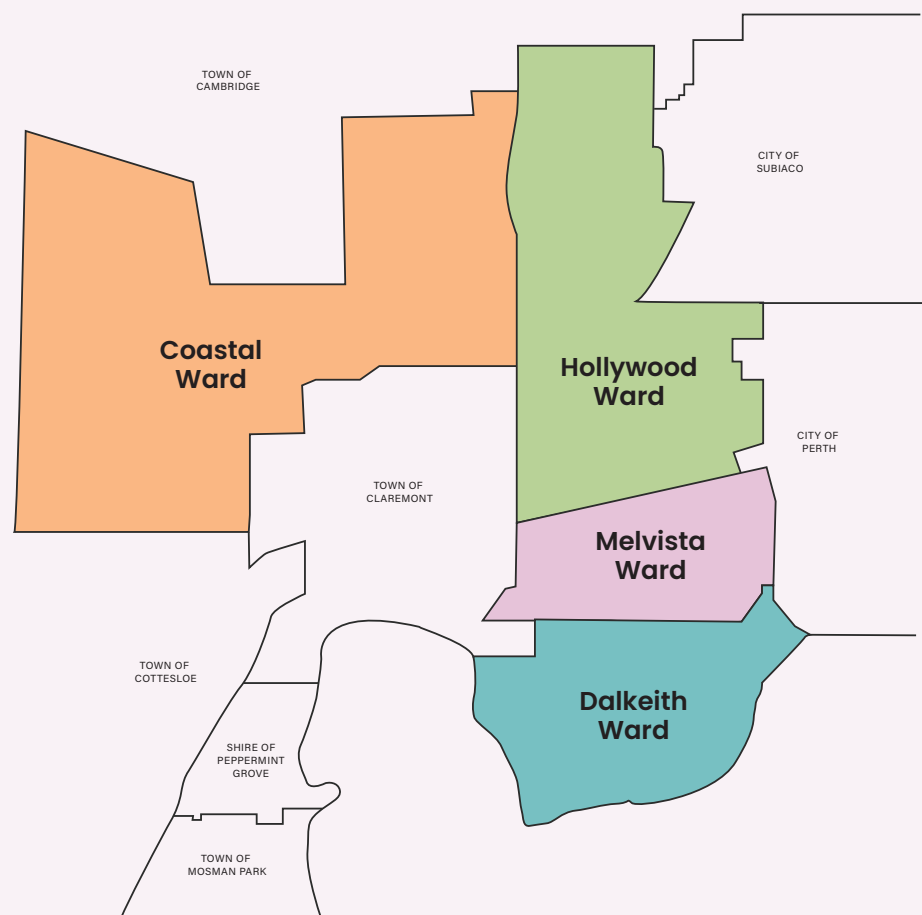 TOWN OF
CAMBRIDGE
CITY OF
SUBIACO
Coastal
Ward
Hollywood
Ward
CITY OF
PERTH
TOWN OF
CLAREMONT
Melvista
Ward
TOWN OF
COTTESLOE
Dalkeith
Ward
SHIRE OF
PEPPERMINT
GROVE
TOWN OF
MOSMAN PARK